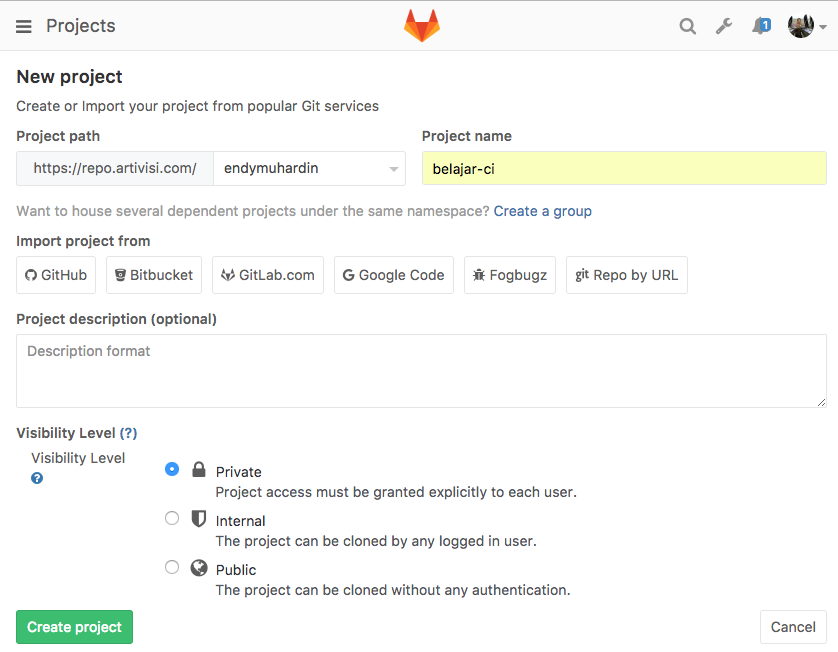 Projects
1
New project
Create or Import your project from popular Git services
Project path
Project name
https://repo.artivisi.com/ endymuhardin
belajar-ci
Want to house several dependent projects under the same namespace? Create a group
Import project from
GitHub Bitbucket GitLab.com Google Code Fogbugz git Repo by URL
Project description (optional)
Description format
Visibility Level (?)
Visibility Level
?
Private
Project access must be granted explicitly to each user.
Internal
The project can be cloned by any logged in user.
Public
The project can be cloned without any authentication.
Create project Cancel